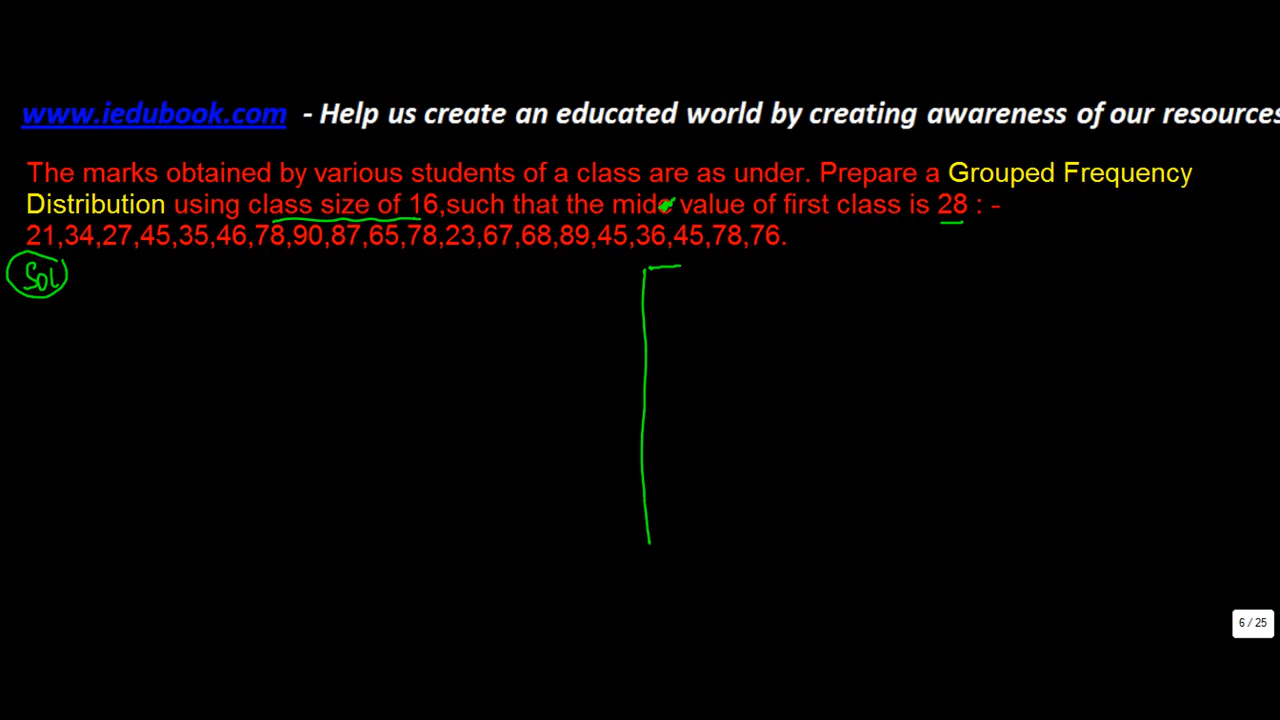 www.iedubook.com - Help us create an educated world by creating awareness of our resources
The marks obtained by various students of a class are as under. Prepare a Grouped Frequency
Distribution using class size of 16,such that the mid value of first class is 28 : -
21,34,27,45,35,46,78,90,87,65,78,23,67,68,89,45,36,45,78,76.
Sol
6 / 25